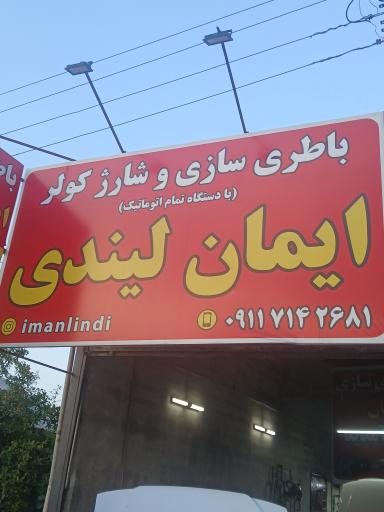 باطری سازی و شارژ کولر
(با دستگاه تمام اتوماتیک)
ایمان لیندی
imanlindi
۰۹۱۱ ۷۱۴ ۲۶۸۱